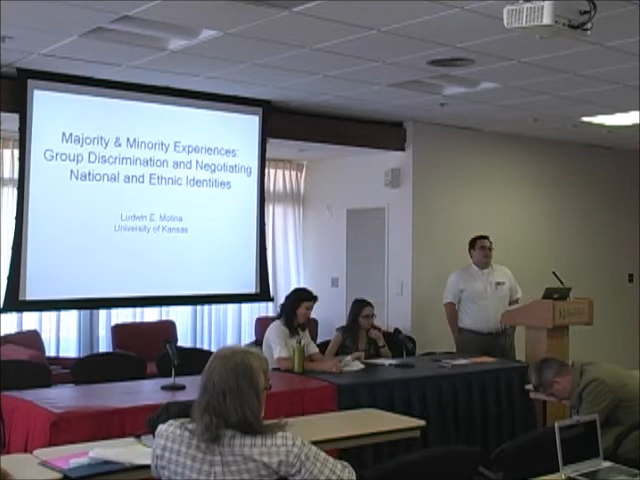 Majority & Minority Experiences:
Group Discrimination and Negotiating
National and Ethnic Identities
Ludwin E. Molina
University of Kansas